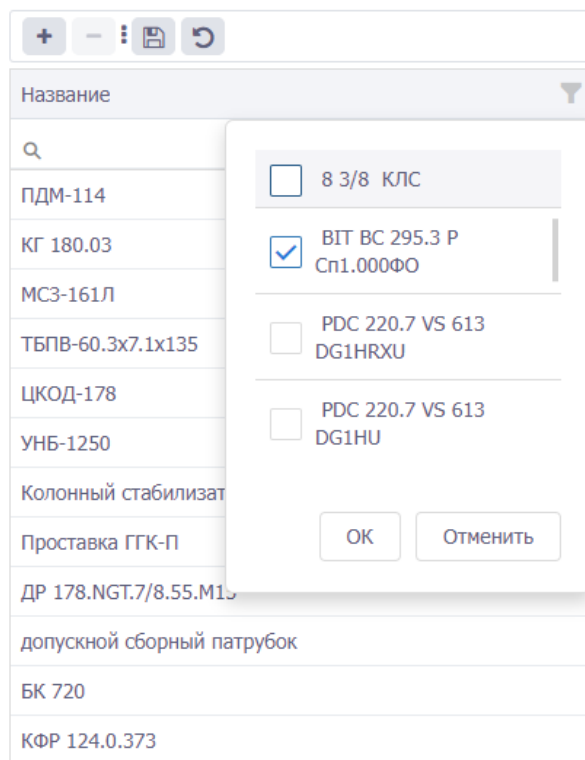 Название
ПДМ-114
КГ 180.03
МСЗ-161Л
ТБПВ-60.3х7.1х135
ЦКОД-178
УНБ-1250
Колонный стабилизат
Проставка ГГК-П
ДР 178.NGT.7/8.55.М15
допускной сборный патрубок
БК 720
КФР 124.0.373
8 3/8 КЛС
BIT BC 295.3 Р
Сп1.000ФО
PDC 220.7 VS 613
DG1HRXU
PDC 220.7 VS 613
DG1HU
ОК
Отменить